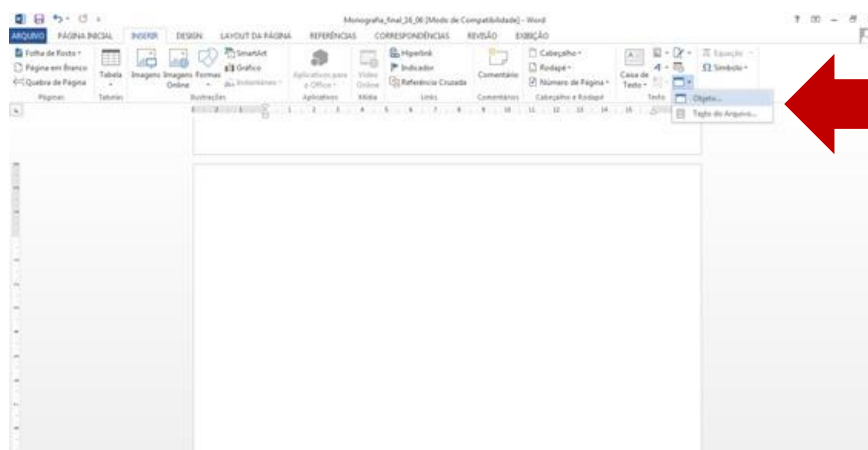 Monografia_final_16_06 [Modo de Compatibilidade] - Word
ARQUIVO PÁGINA INICIAL INSERIR DESIGN LAYOUT DA PÁGINA REFERÊNCIAS CORRESPONDÊNCIAS REVISÃO EXIBIÇÃO
Folha de Rosto
Página em Branco
Quebra de Página
Páginas
Tabela
Tabelas
Imagens
Imagens Online
Formas
SmartArt
Gráfico
Instantâneo
Ilustrações
Aplicativos para o Office
Aplicativos
Vídeo Online
Mídia
Hiperlink
Indicador
Referência Cruzada
Links
Comentário
Comentários
Cabeçalho
Rodapé
Número de Página
Cabeçalho e Rodapé
Caixa de Texto
Texto
Equação
Símbolo
Objeto...
Texto do Arquivo...